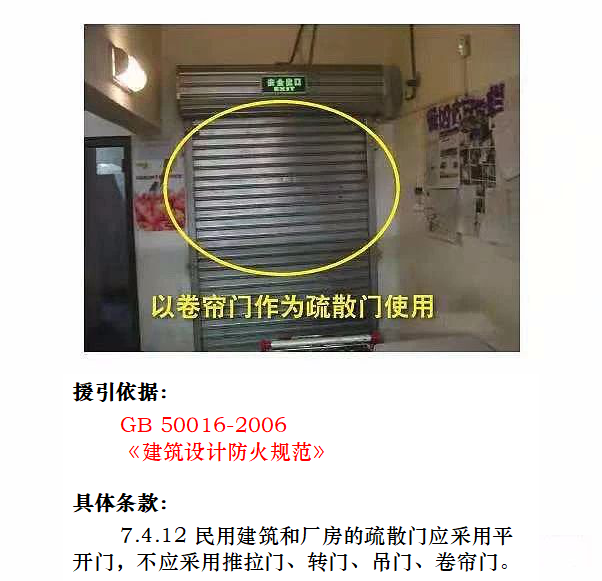 安全出口
EXIT
以卷帘门作为疏散门使用
援引依据：
GB 50016-2006
《建筑设计防火规范》
具体条款：
7.4.12 民用建筑和厂房的疏散门应采用平
开门，不应采用推拉门、转门、吊门、卷帘门。